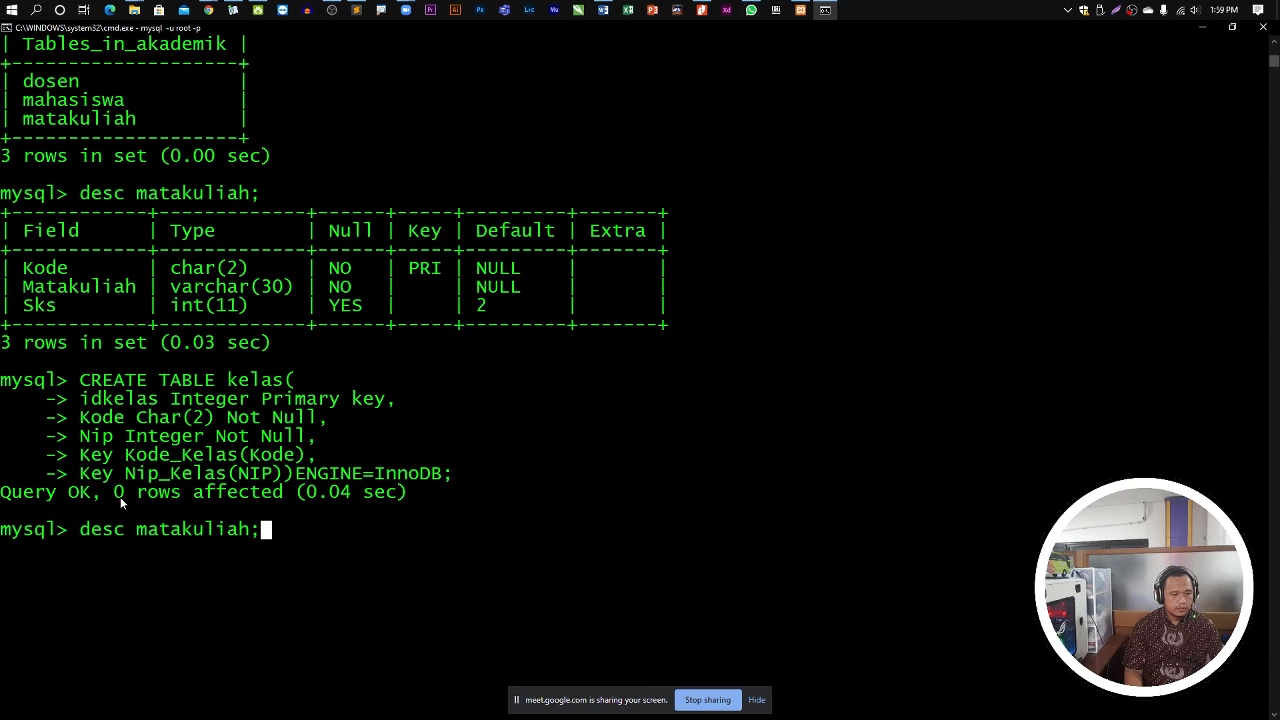 1:59 PM
C:\WINDOWS\system32\cmd.exe - mysql -u root -p
| Tables_in_akademik |
+--------------------+
| dosen              |
| mahasiswa          |
| matakuliah         |
+--------------------+
3 rows in set (0.00 sec)
mysql> desc matakuliah;
+------------+-------------+------+-----+---------+-------+
| Field      | Type        | Null | Key | Default | Extra |
+------------+-------------+------+-----+---------+-------+
| Kode       | char(2)     | NO   | PRI | NULL    |       |
| Matakuliah | varchar(30) | NO   |     | NULL    |       |
| Sks        | int(11)     | YES  |     | 2       |       |
+------------+-------------+------+-----+---------+-------+
3 rows in set (0.03 sec)
mysql> CREATE TABLE kelas(
    -> idkelas Integer Primary key,
    -> Kode Char(2) Not Null,
    -> Nip Integer Not Null,
    -> Key Kode_Kelas(Kode),
    -> Key Nip_Kelas(NIP))ENGINE=InnoDB;
Query OK, 0 rows affected (0.04 sec)
mysql> desc matakuliah;
meet.google.com is sharing your screen. Stop sharing Hide